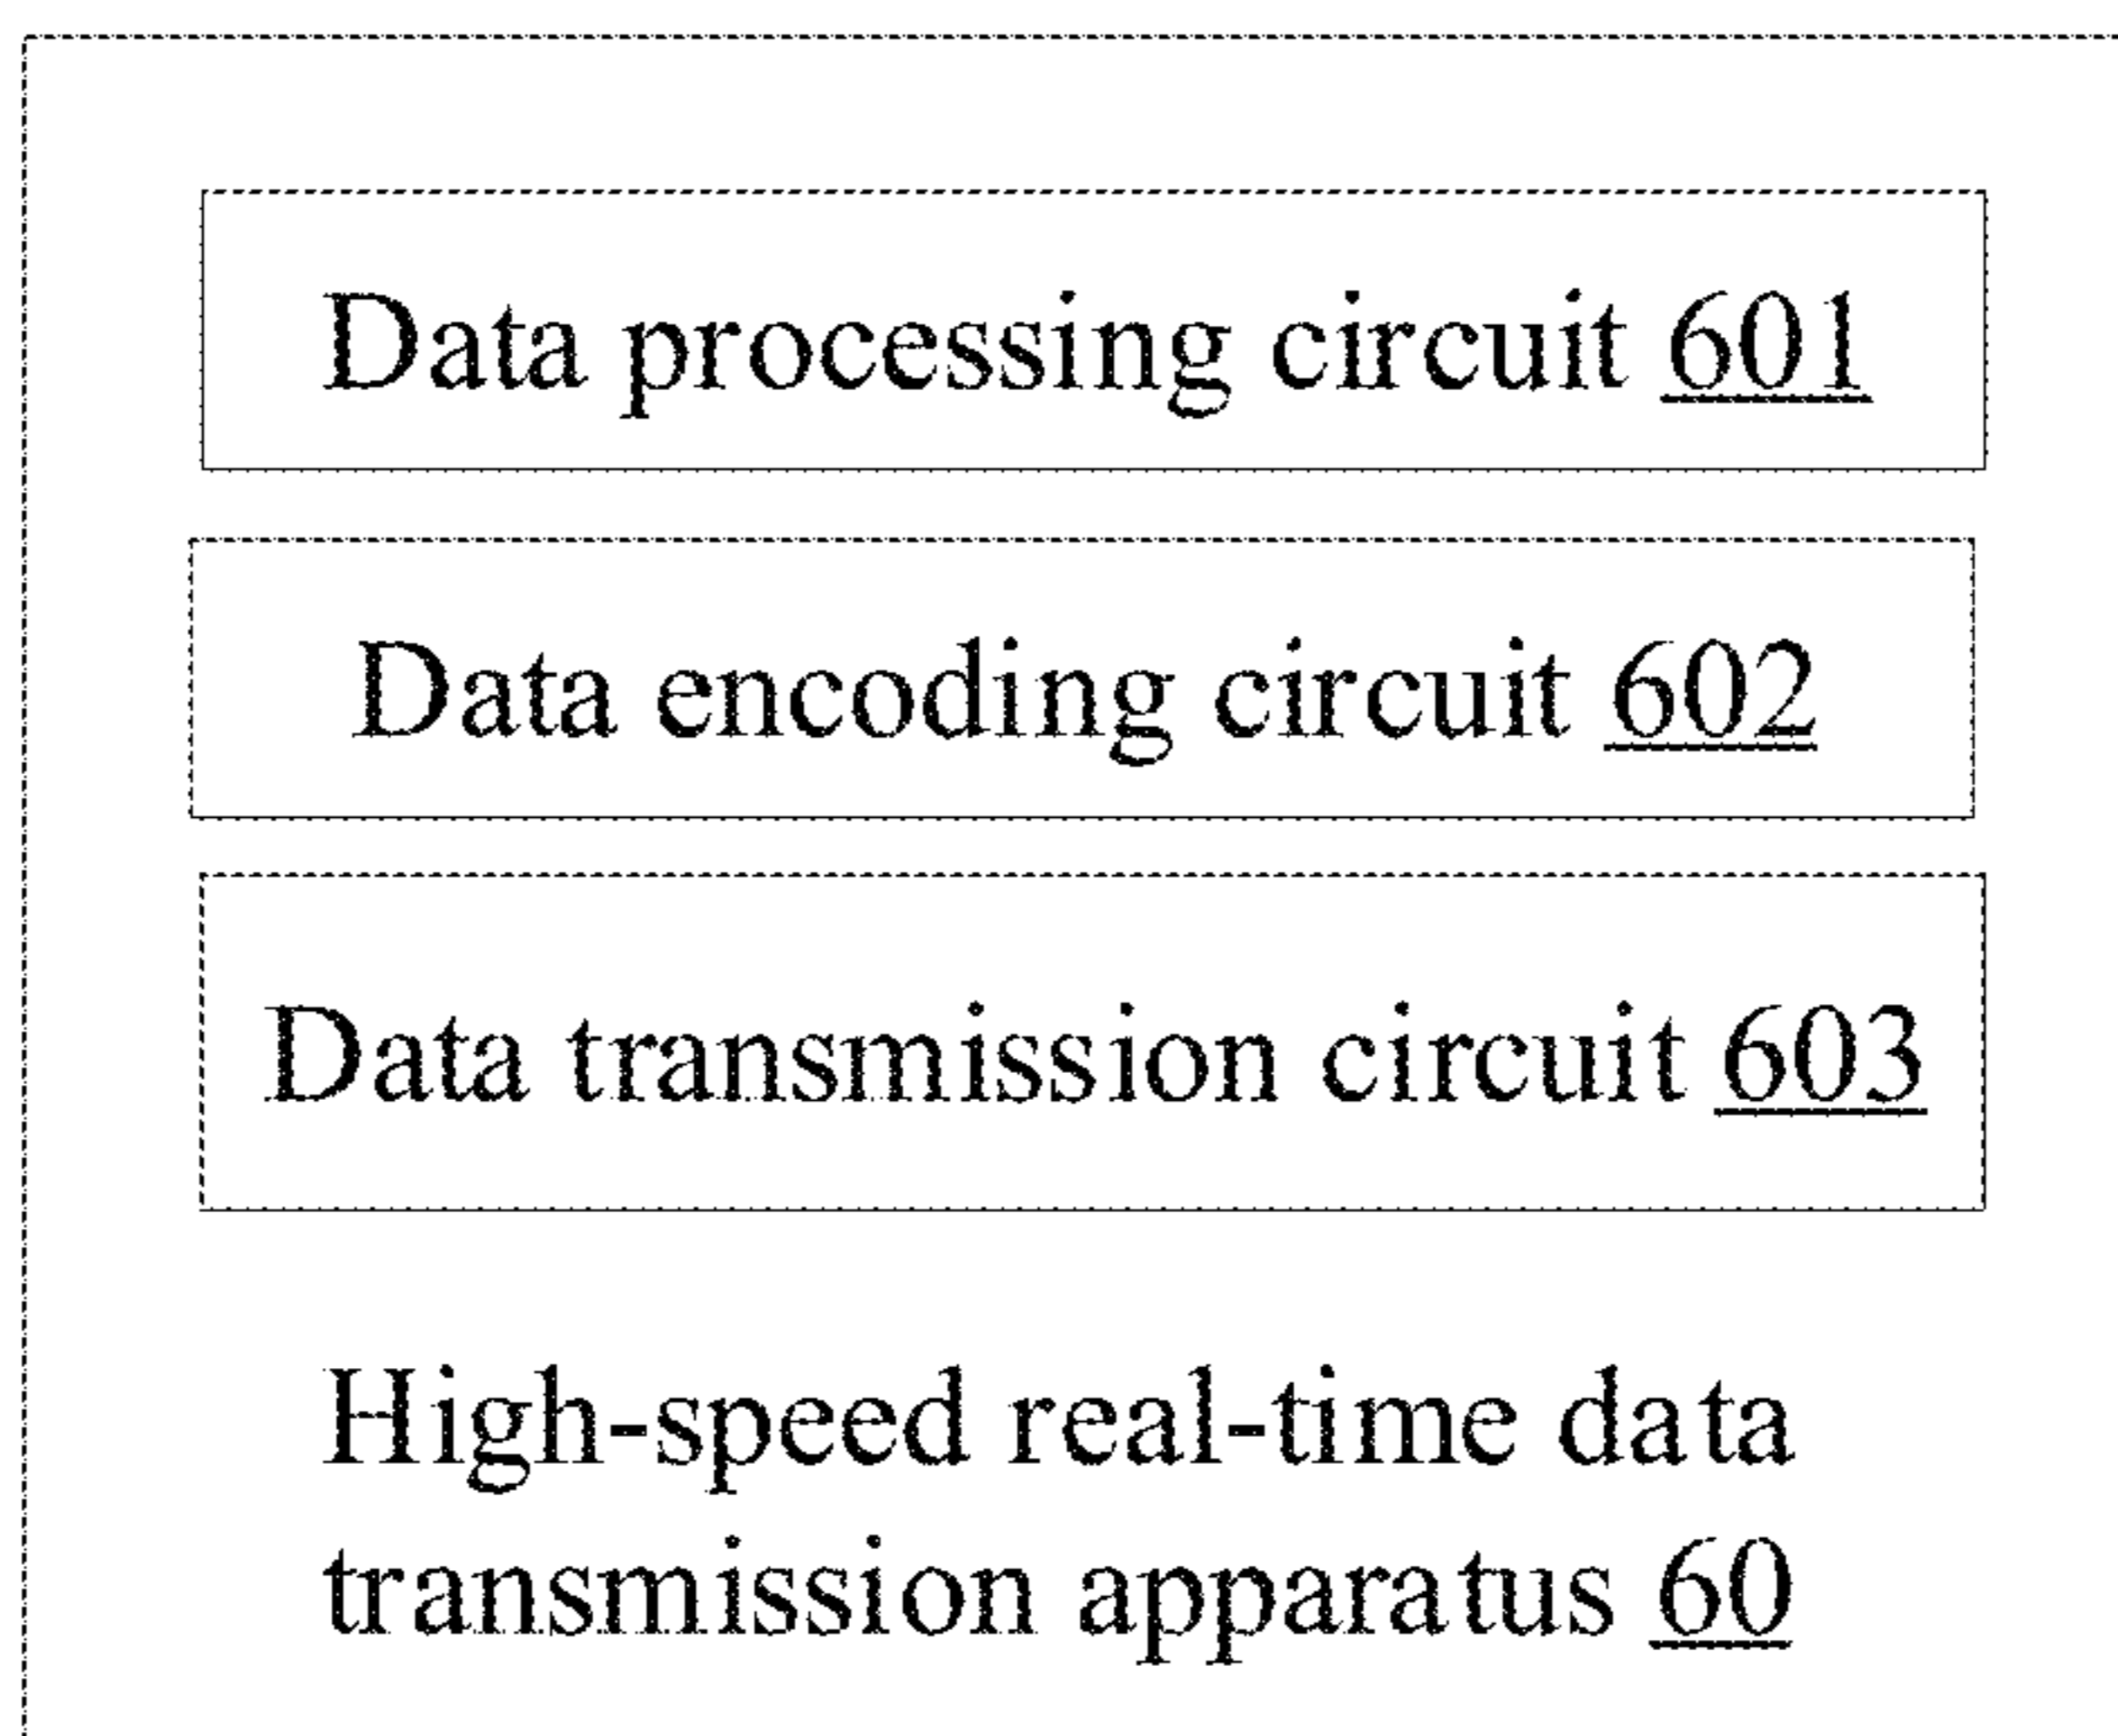 Data processing circuit 601
Data encoding circuit 602
Data transmission circuit 603
High-speed real-time data
transmission apparatus 60